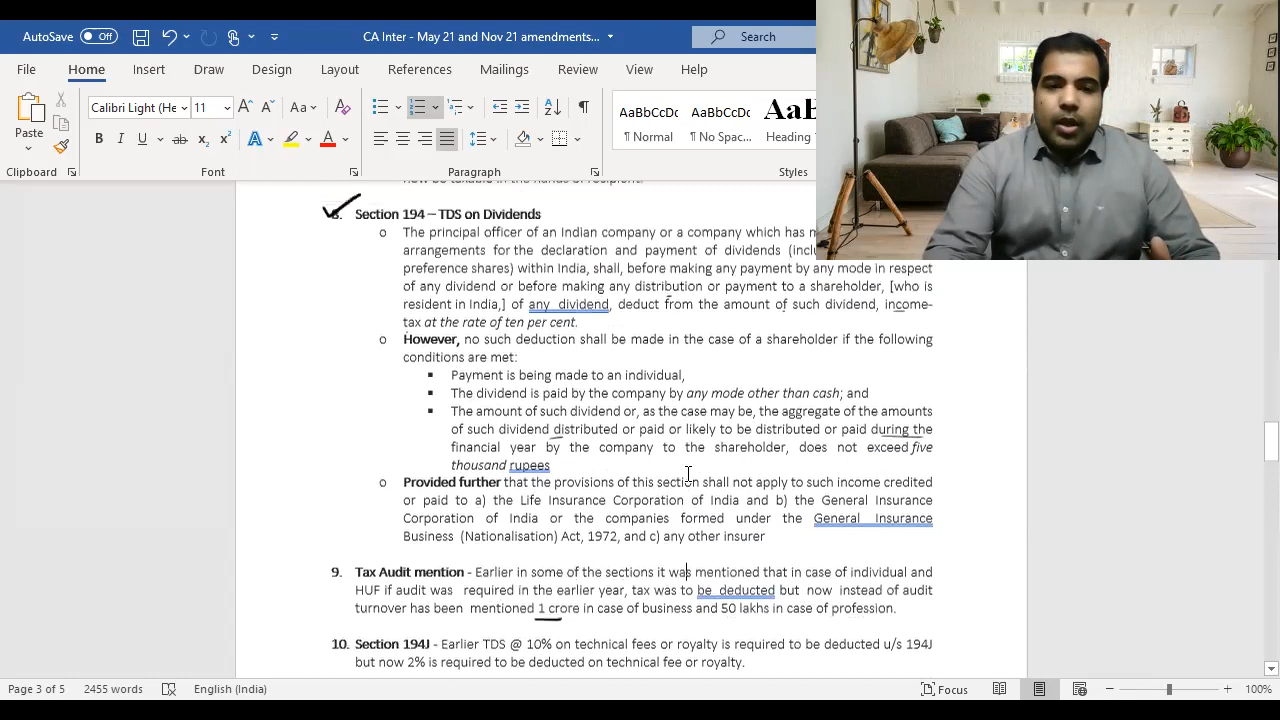 AutoSave Off CA Inter - May 21 and Nov 21 amendments... Search
File Home Insert Draw Design Layout References Mailings Review View Help
Paste Calibri Light (He 11 A A Aa A AaBbCcDd AaBbCcDd AaB
B I U ab x₂ x² A A ¶ Normal ¶ No Spac... Heading
Clipboard Font Paragraph Styles
now be taxable in the hands of recipient.
8. Section 194 – TDS on Dividends
o The principal officer of an Indian company or a company which has
arrangements for the declaration and payment of dividends
preference shares) within India, shall, before making any payment by any mode in respect
of any dividend or before making any distribution or payment to a shareholder, [who is
resident in India,] of any dividend, deduct from the amount of such dividend, income-
tax at the rate of ten per cent.
o However, no such deduction shall be made in the case of a shareholder if the following
conditions are met:
▪ Payment is being made to an individual,
▪ The dividend is paid by the company by any mode other than cash; and
▪ The amount of such dividend or, as the case may be, the aggregate of the amounts
of such dividend distributed or paid or likely to be distributed or paid during the
financial year by the company to the shareholder, does not exceed five
thousand rupees
o Provided further that the provisions of this section shall not apply to such income credited
or paid to a) the Life Insurance Corporation of India and b) the General Insurance
Corporation of India or the companies formed under the General Insurance
Business (Nationalisation) Act, 1972, and c) any other insurer
9. Tax Audit mention - Earlier in some of the sections it was mentioned that in case of individual and
HUF if audit was required in the earlier year, tax was to be deducted but now instead of audit
turnover has been mentioned 1 crore in case of business and 50 lakhs in case of profession.
10. Section 194J - Earlier TDS @ 10% on technical fees or royalty is required to be deducted u/s 194J
but now 2% is required to be deducted on technical fee or royalty.
Page 3 of 5 2455 words English (India) Focus 100%